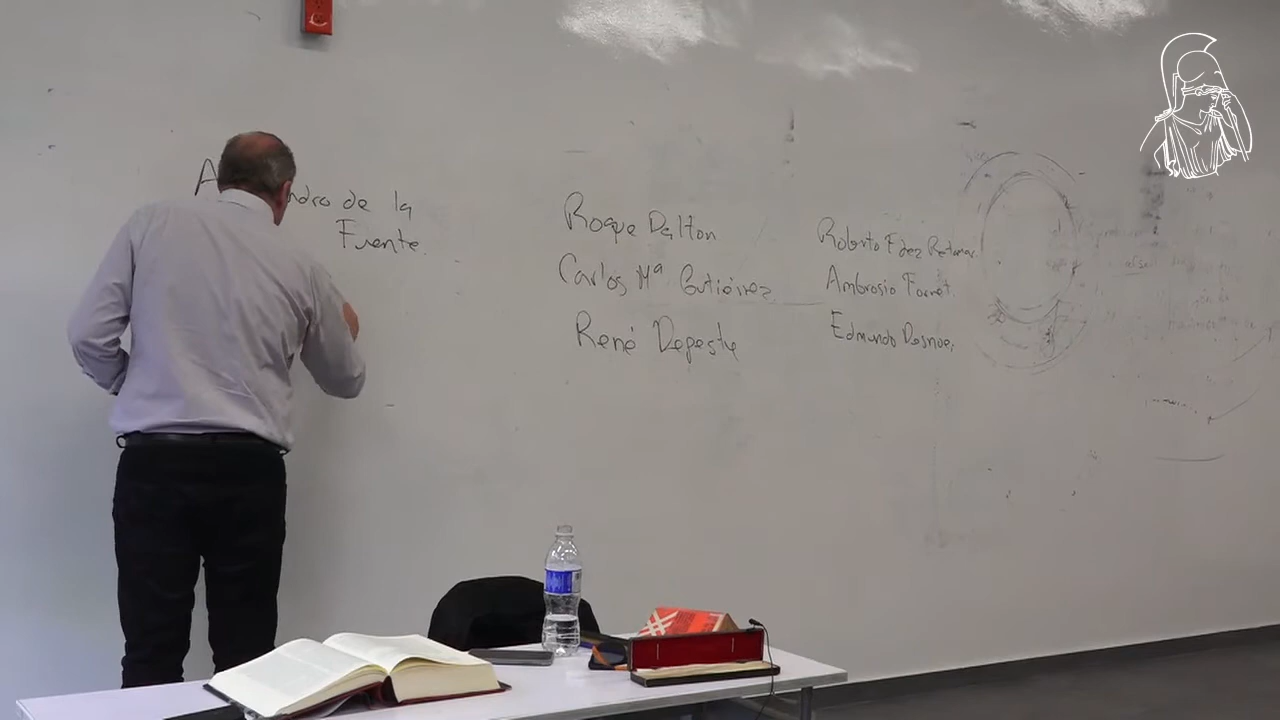 A ndro de la
Fuente.
Roque Dalton
Carlos Mª Gutiérrez
René Depestre
Roberto Fdez Retamar.
Ambrosio Fornet.
Edmundo Desnoes